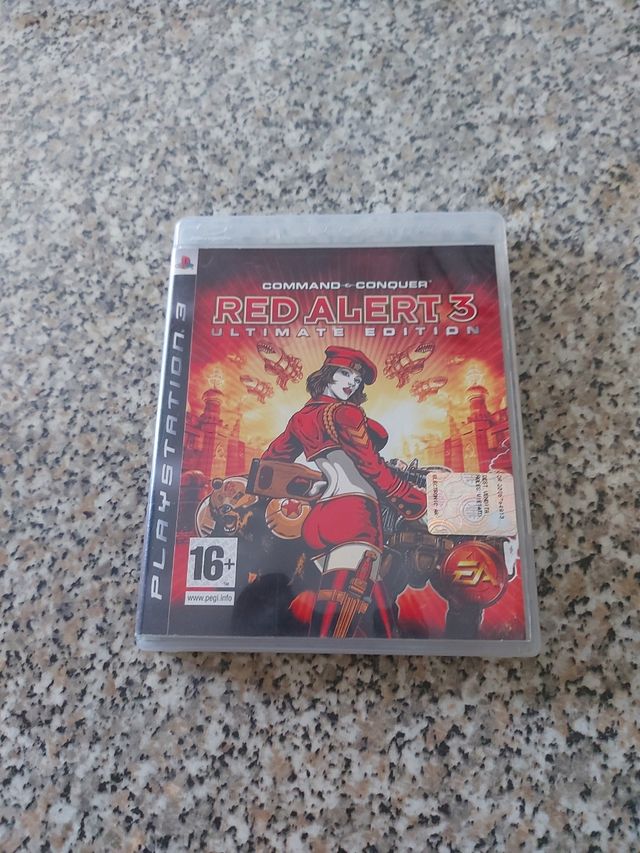 PLAYSTATION 3
COMMAND & CONQUER
RED ALERT 3
ULTIMATE EDITION
16+
www.pegi.info
EA